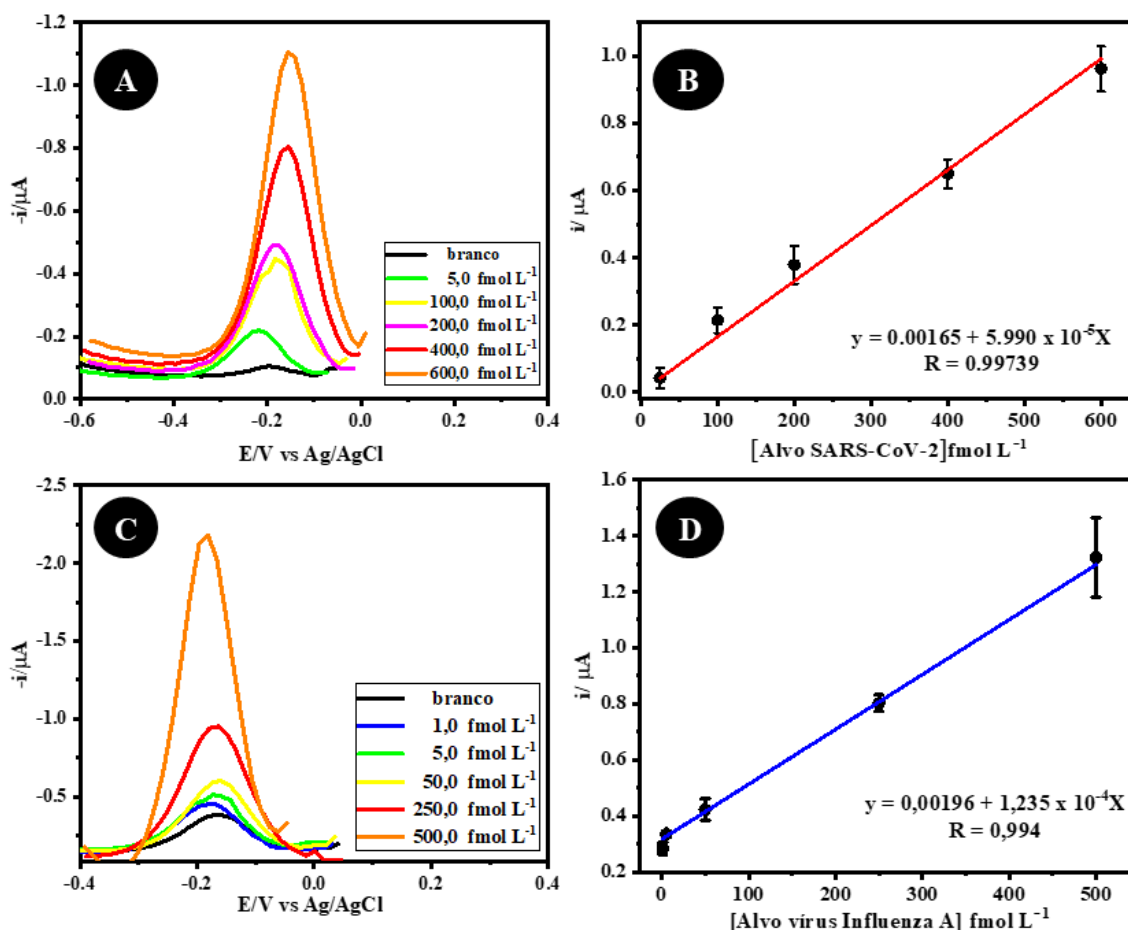 A
-1.2
-1.0
-0.8
-0.6
-0.4
-0.2
0.0
-i/μA
branco
5,0 fmol L⁻¹
100,0 fmol L⁻¹
200,0 fmol L⁻¹
400,0 fmol L⁻¹
600,0 fmol L⁻¹
-0.6 -0.4 -0.2 0.0 0.2 0.4
E/V vs Ag/AgCl
B
1.0
0.8
0.6
0.4
0.2
0.0
i/ μA
y = 0.00165 + 5.990 x 10⁻⁵X
R = 0.99739
0 100 200 300 400 500 600
[Alvo SARS-CoV-2]fmol L⁻¹
C
-2.5
-2.0
-1.5
-1.0
-0.5
-i/μA
branco
1,0 fmol L⁻¹
5,0 fmol L⁻¹
50,0 fmol L⁻¹
250,0 fmol L⁻¹
500,0 fmol L⁻¹
-0.4 -0.2 0.0 0.2 0.4
E/V vs Ag/AgCl
D
1.6
1.4
1.2
1.0
0.8
0.6
0.4
0.2
i/ μA
y = 0,00196 + 1,235 x 10⁻⁴X
R = 0,994
0 100 200 300 400 500
[Alvo vírus Influenza A] fmol L⁻¹